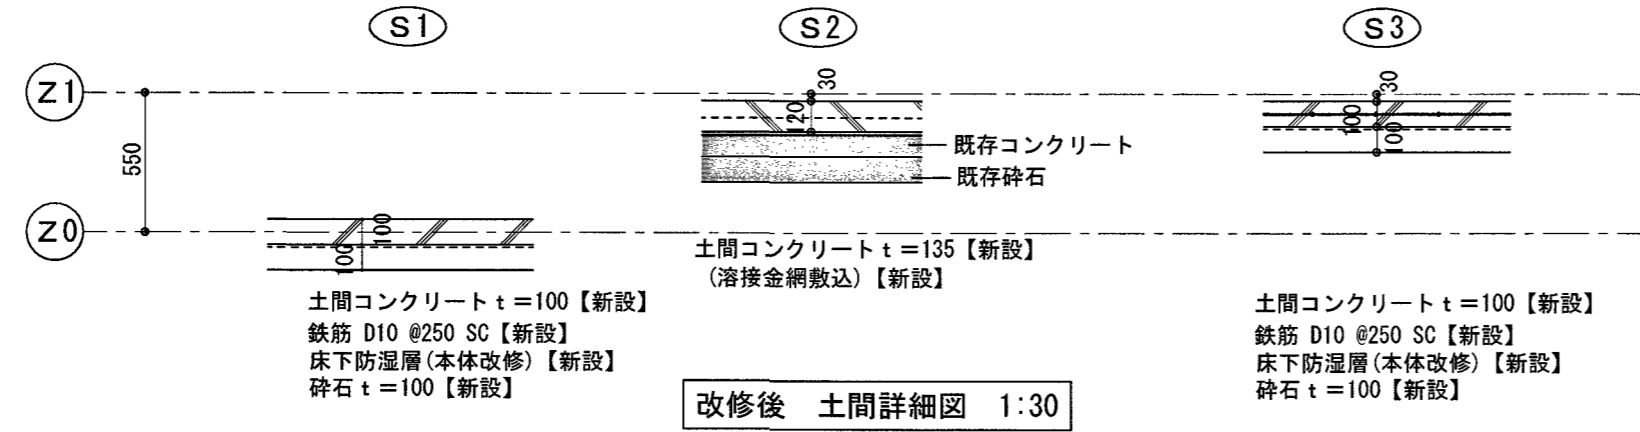 S1
S2
S3
Z1
550
Z0
100
100
30
120
既存コンクリート
既存砕石
30
100
100
土間コンクリート t=100【新設】
鉄筋 D10 @250 SC【新設】
床下防湿層(本体改修)【新設】
砕石 t=100【新設】
土間コンクリート t=135【新設】
(溶接金網敷込)【新設】
土間コンクリート t=100【新設】
鉄筋 D10 @250 SC【新設】
床下防湿層(本体改修)【新設】
砕石 t=100【新設】
改修後 土間詳細図 1:30